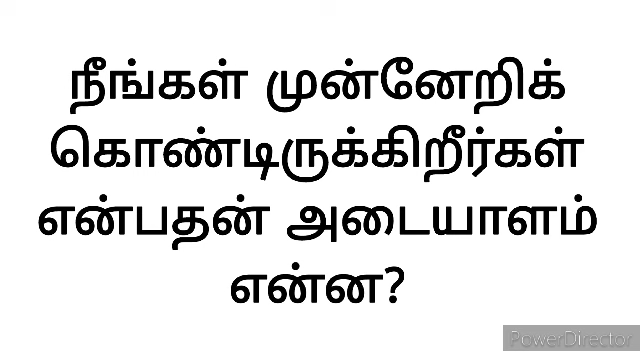 நீங்கள் முன்னேறிக்
கொண்டிருக்கிறீர்கள்
என்பதன் அடையாளம்
என்ன?
PowerDirector